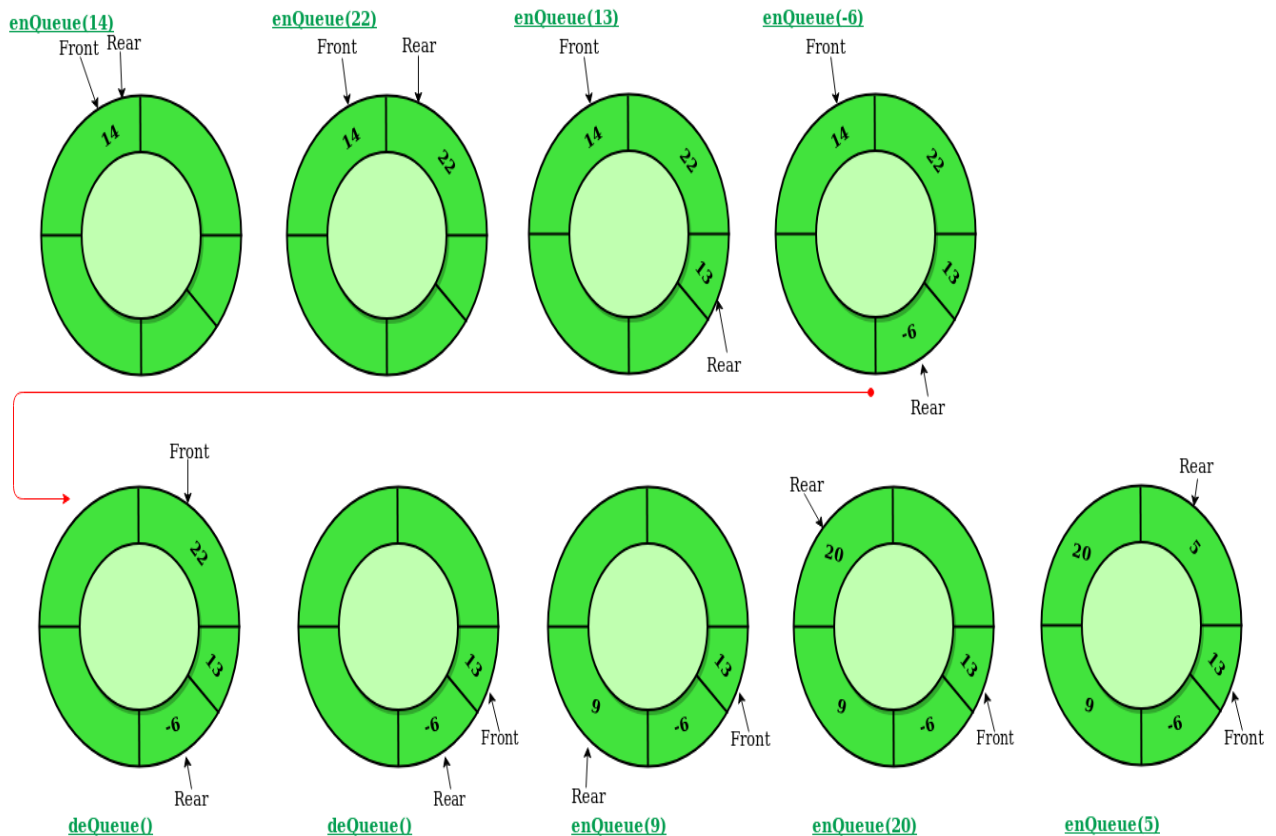 enQueue(14)
Front
Rear
14
enQueue(22)
Front
Rear
14
22
enQueue(13)
Front
14
22
13
Rear
enQueue(-6)
Front
14
22
13
-6
Rear
Front
22
13
-6
Rear
deQueue()
13
-6
Front
Rear
deQueue()
13
9
-6
Front
Rear
enQueue(9)
Rear
20
13
9
-6
Front
enQueue(20)
Rear
20
5
13
9
-6
Front
enQueue(5)